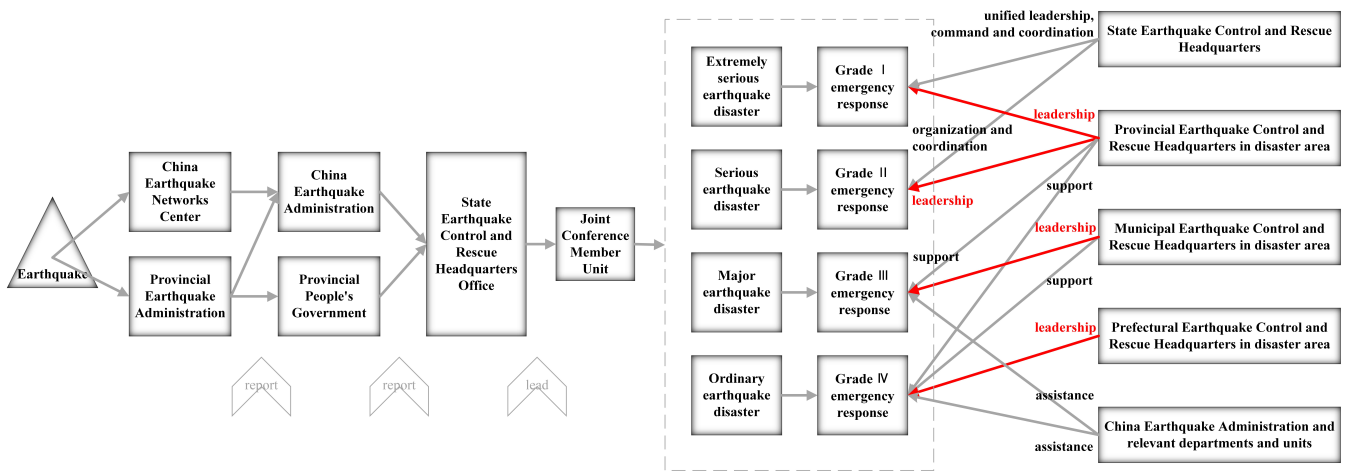 Earthquake
China
Earthquake
Networks
Center
Provincial
Earthquake
Administration
China
Earthquake
Administration
Provincial
People's
Government
State
Earthquake
Control and
Rescue
Headquarters
Office
Joint
Conference
Member
Unit
report
report
lead
Extremely
serious
earthquake
disaster
Grade Ⅰ
emergency
response
Serious
earthquake
disaster
Grade Ⅱ
emergency
response
Major
earthquake
disaster
Grade Ⅲ
emergency
response
Ordinary
earthquake
disaster
Grade Ⅳ
emergency
response
unified leadership,
command and coordination
leadership
organization and
coordination
leadership
support
leadership
support
support
leadership
assistance
assistance
State Earthquake Control and Rescue
Headquarters
Provincial Earthquake Control and
Rescue Headquarters in disaster area
Municipal Earthquake Control and
Rescue Headquarters in disaster area
Prefectural Earthquake Control and
Rescue Headquarters in disaster area
China Earthquake Administration and
relevant departments and units